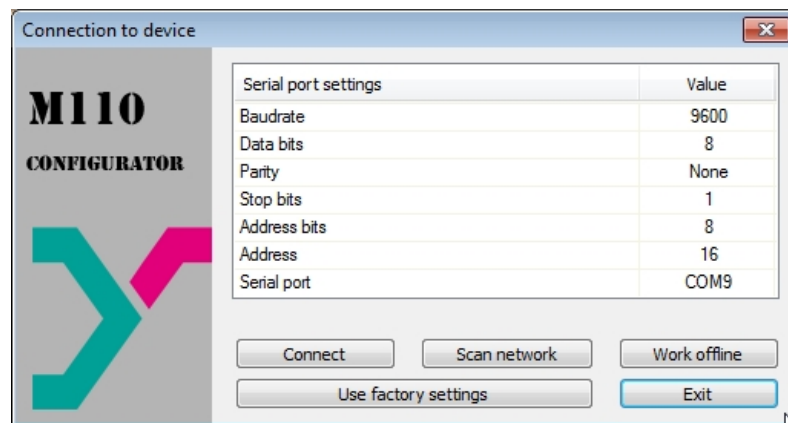 Connection to device
M110
CONFIGURATOR
Serial port settings Value
Baudrate 9600
Data bits 8
Parity None
Stop bits 1
Address bits 8
Address 16
Serial port COM9
Connect Scan network Work offline
Use factory settings Exit